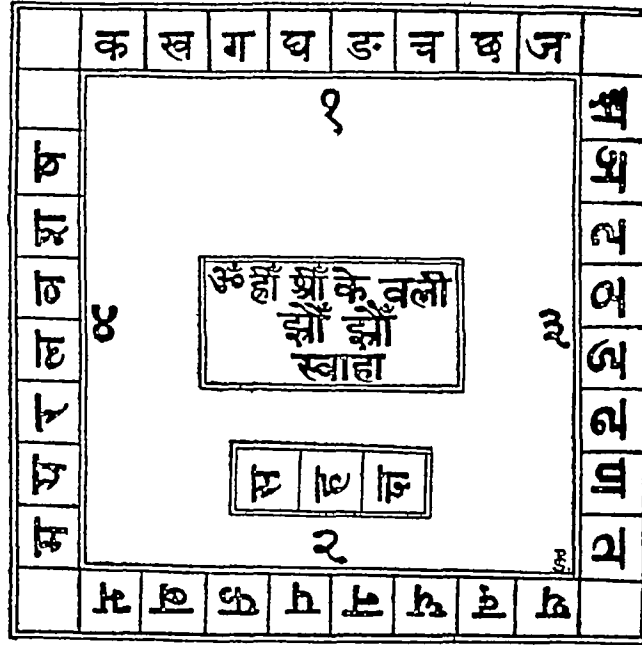 क ख ग घ ङ च छ ज
झ ञ ट ठ ड ढ ण त
थ द ध न प फ ब भ
म य र ल व श ष
१
४
३
ॐ ह्रीँ श्रीँ के वली
स्वाहा
स ह क्ष
२